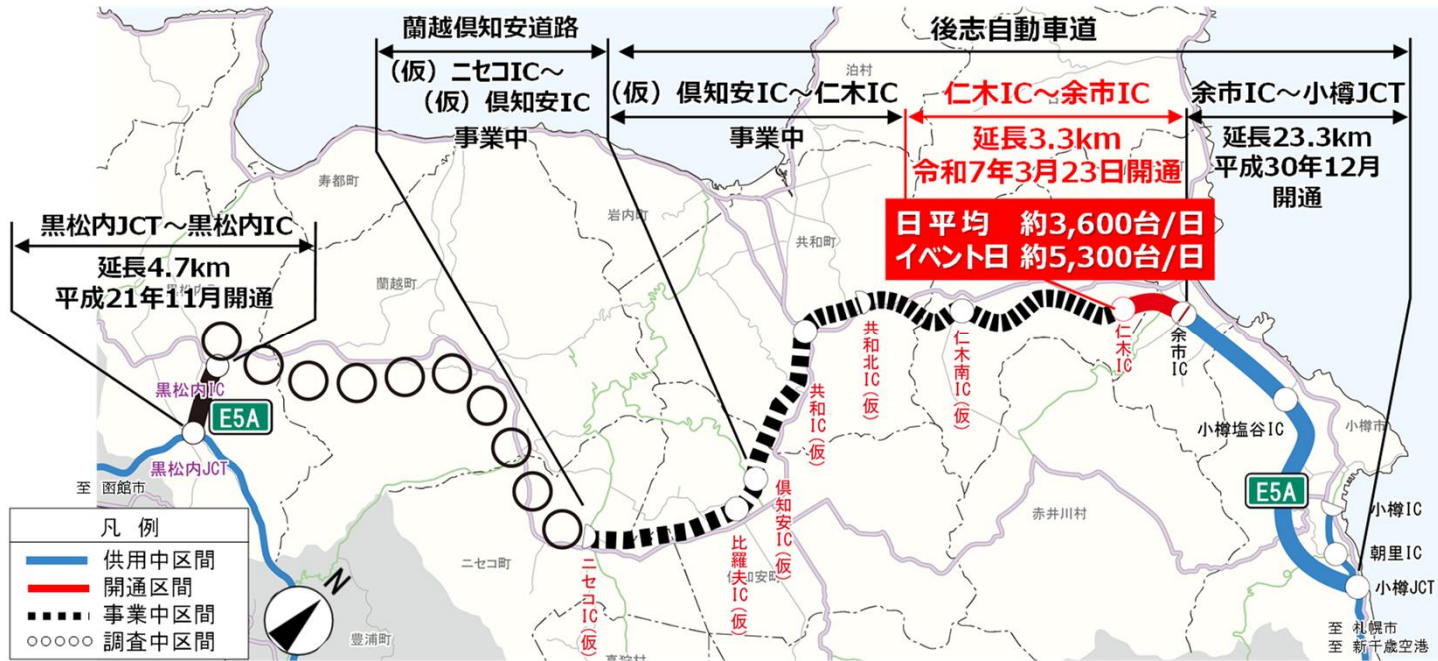 蘭越倶知安道路
後志自動車道
(仮)ニセコIC~
(仮)倶知安IC
事業中
(仮)倶知安IC~仁木IC
事業中
仁木IC~余市IC
延長3.3km
令和7年3月23日開通
余市IC~小樽JCT
延長23.3km
平成30年12月
開通
日平均 約3,600台/日
イベント日 約5,300台/日
黒松内JCT~黒松内IC
延長4.7km
平成21年11月開通
泊村
寿都町
岩内町
共和町
蘭越町
黒松内IC
E5A
黒松内JCT
至 函館市
共和IC(仮)
共和北IC(仮)
仁木南IC(仮)
仁木IC
余市IC
小樽塩谷IC
小樽市
E5A
小樽IC
朝里IC
小樽JCT
赤井川村
倶知安IC(仮)
比羅夫IC(仮)
ニセコIC(仮)
ニセコ町
豊浦町
真狩村
至 札幌市
至 新千歳空港
凡 例
供用中区間
開通区間
事業中区間
調査中区間
N